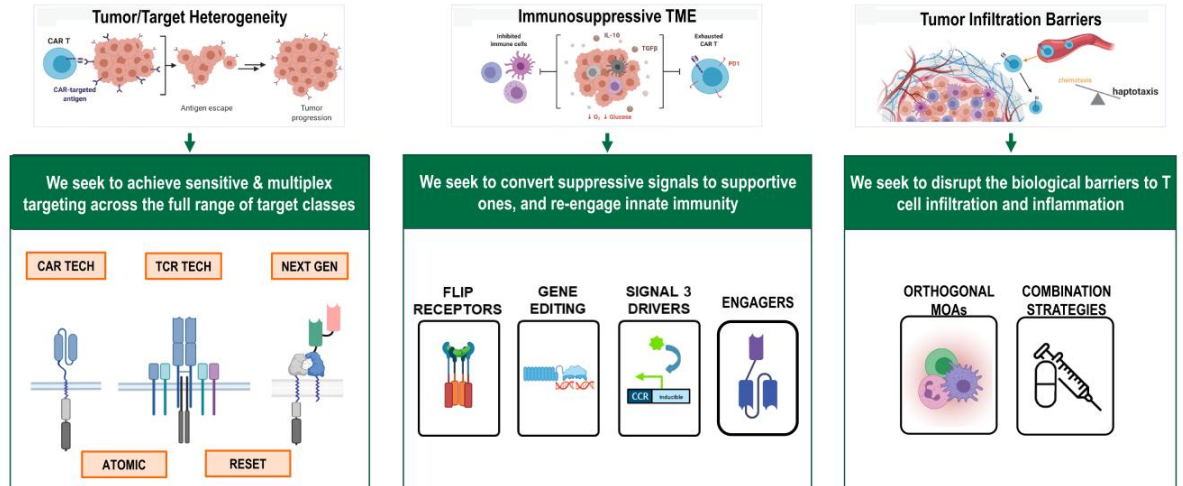 Tumor/Target Heterogeneity
CAR T
CAR-targeted
antigen
Antigen escape
Tumor
progression
We seek to achieve sensitive & multiplex
targeting across the full range of target classes
CAR TECH
TCR TECH
NEXT GEN
ATOMIC
RESET
Immunosuppressive TME
Inhibited
immune cells
IL-10
TGFβ
Exhausted
CAR T
PD1
↓ O₂ ↓ Glucose
We seek to convert suppressive signals to supportive
ones, and re-engage innate immunity
FLIP
RECEPTORS
GENE
EDITING
SIGNAL 3
DRIVERS
CCR
Inducible
ENGAGERS
Tumor Infiltration Barriers
chemotaxis
haptotaxis
We seek to disrupt the biological barriers to T
cell infiltration and inflammation
ORTHOGONAL
MOAs
COMBINATION
STRATEGIES